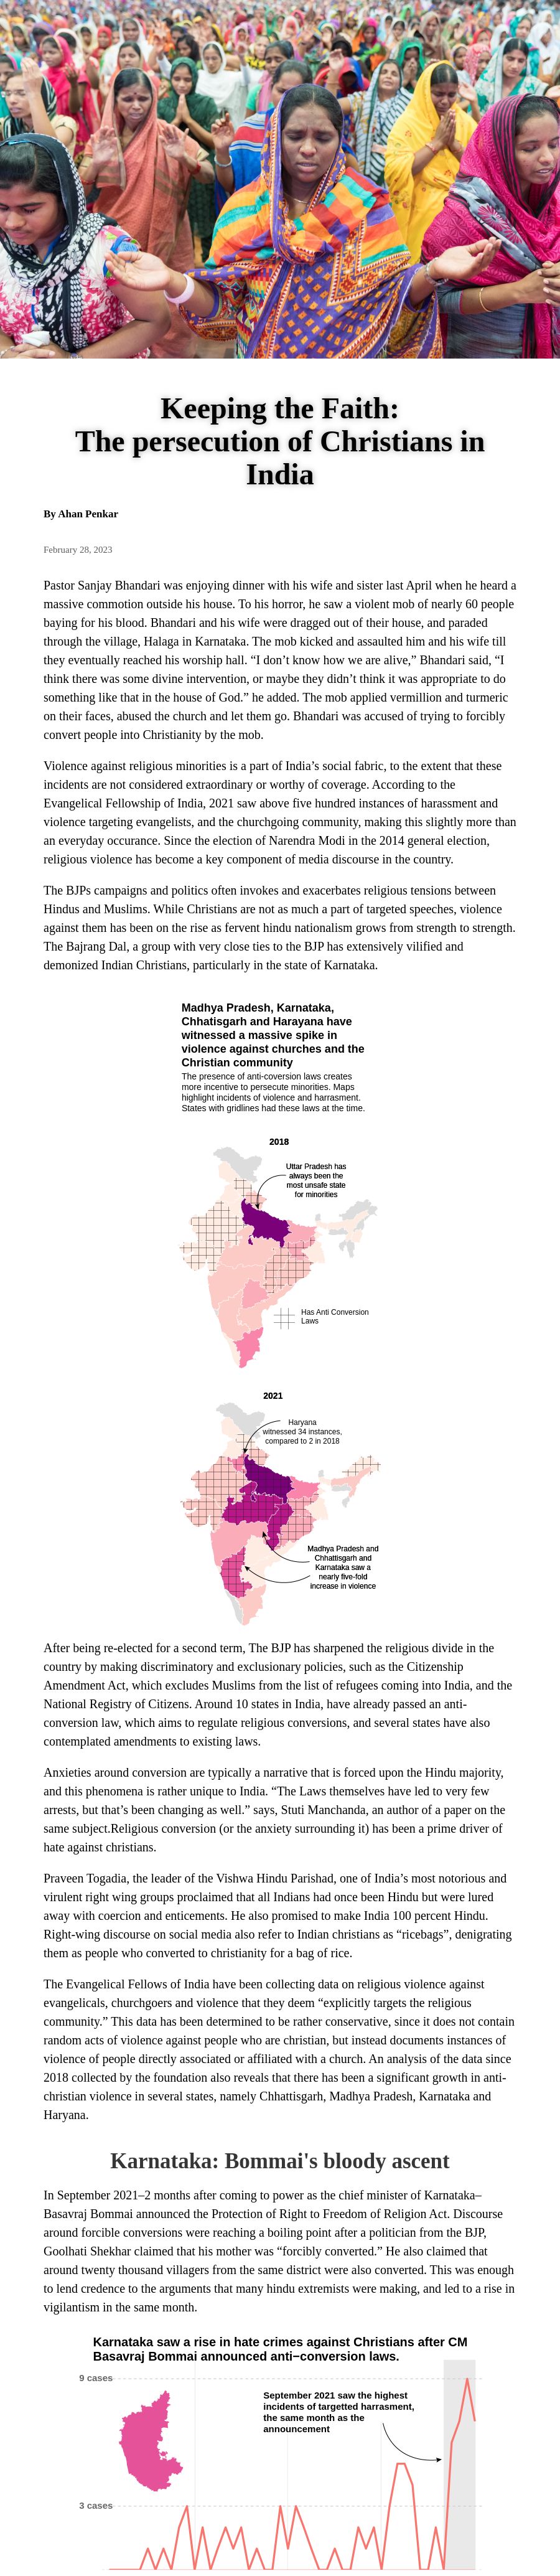 Keeping the Faith:
The persecution of Christians in
India
By Ahan Penkar
February 28, 2023
Pastor Sanjay Bhandari was enjoying dinner with his wife and sister last April when he heard a
massive commotion outside his house. To his horror, he saw a violent mob of nearly 60 people
baying for his blood. Bhandari and his wife were dragged out of their house, and paraded
through the village, Halaga in Karnataka. The mob kicked and assaulted him and his wife till
they eventually reached his worship hall. “I don’t know how we are alive,” Bhandari said, “I
think there was some divine intervention, or maybe they didn’t think it was appropriate to do
something like that in the house of God.” he added. The mob applied vermillion and turmeric
on their faces, abused the church and let them go. Bhandari was accused of trying to forcibly
convert people into Christianity by the mob.
Violence against religious minorities is a part of India’s social fabric, to the extent that these
incidents are not considered extraordinary or worthy of coverage. According to the
Evangelical Fellowship of India, 2021 saw above five hundred instances of harassment and
violence targeting evangelists, and the churchgoing community, making this slightly more than
an everyday occurance. Since the election of Narendra Modi in the 2014 general election,
religious violence has become a key component of media discourse in the country.
The BJPs campaigns and politics often invokes and exacerbates religious tensions between
Hindus and Muslims. While Christians are not as much a part of targeted speeches, violence
against them has been on the rise as fervent hindu nationalism grows from strength to strength.
The Bajrang Dal, a group with very close ties to the BJP has extensively vilified and
demonized Indian Christians, particularly in the state of Karnataka.
Madhya Pradesh, Karnataka,
Chhatisgarh and Harayana have
witnessed a massive spike in
violence against churches and the
Christian community
The presence of anti-coversion laws creates
more incentive to persecute minorities. Maps
highlight incidents of violence and harrasment.
States with gridlines had these laws at the time.
2018
Uttar Pradesh has
always been the
most unsafe state
for minorities
Has Anti Conversion
Laws
2021
Haryana
witnessed 34 instances,
compared to 2 in 2018
Madhya Pradesh and
Chhattisgarh and
Karnataka saw a
nearly five-fold
increase in violence
After being re-elected for a second term, The BJP has sharpened the religious divide in the
country by making discriminatory and exclusionary policies, such as the Citizenship
Amendment Act, which excludes Muslims from the list of refugees coming into India, and the
National Registry of Citizens. Around 10 states in India, have already passed an anti-
conversion law, which aims to regulate religious conversions, and several states have also
contemplated amendments to existing laws.
Anxieties around conversion are typically a narrative that is forced upon the Hindu majority,
and this phenomena is rather unique to India. “The Laws themselves have led to very few
arrests, but that’s been changing as well.” says, Stuti Manchanda, an author of a paper on the
same subject.Religious conversion (or the anxiety surrounding it) has been a prime driver of
hate against christians.
Praveen Togadia, the leader of the Vishwa Hindu Parishad, one of India’s most notorious and
virulent right wing groups proclaimed that all Indians had once been Hindu but were lured
away with coercion and enticements. He also promised to make India 100 percent Hindu.
Right-wing discourse on social media also refer to Indian christians as “ricebags”, denigrating
them as people who converted to christianity for a bag of rice.
The Evangelical Fellows of India have been collecting data on religious violence against
evangelicals, churchgoers and violence that they deem “explicitly targets the religious
community.” This data has been determined to be rather conservative, since it does not contain
random acts of violence against people who are christian, but instead documents instances of
violence of people directly associated or affiliated with a church. An analysis of the data since
2018 collected by the foundation also reveals that there has been a significant growth in anti-
christian violence in several states, namely Chhattisgarh, Madhya Pradesh, Karnataka and
Haryana.
Karnataka: Bommai's bloody ascent
In September 2021–2 months after coming to power as the chief minister of Karnataka–
Basavraj Bommai announced the Protection of Right to Freedom of Religion Act. Discourse
around forcible conversions were reaching a boiling point after a politician from the BJP,
Goolhati Shekhar claimed that his mother was “forcibly converted.” He also claimed that
around twenty thousand villagers from the same district were also converted. This was enough
to lend credence to the arguments that many hindu extremists were making, and led to a rise in
vigilantism in the same month.
Karnataka saw a rise in hate crimes against Christians after CM
Basavraj Bommai announced anti−conversion laws.
9 cases
September 2021 saw the highest
incidents of targetted harrasment,
the same month as the
announcement
3 cases